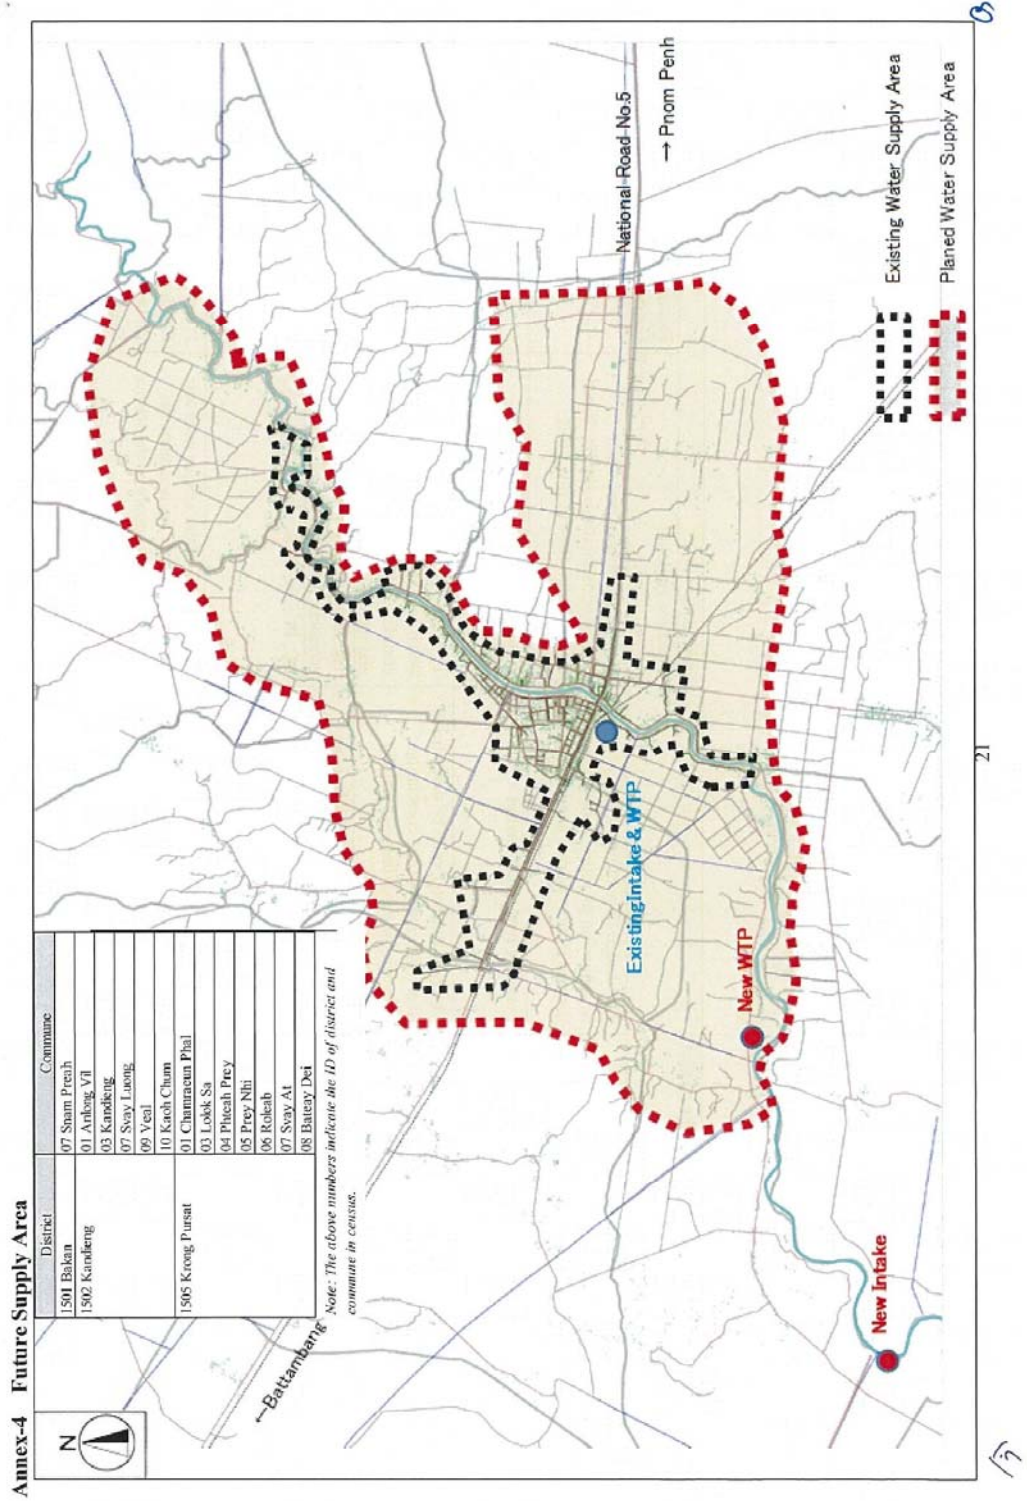 Annex-4 Future Supply Area
N
District Commune
1501 Bakan 07 Snam Preah
1502 Kandieng 01 Anlong Vil
03 Kandieng
07 Svay Luong
09 Veal
10 Kaoh Chum
1505 Krong Pursat 01 Chamraeun Phal
03 Lolok Sa
04 Phteah Prey
05 Prey Nhi
06 Roleab
07 Svay At
08 Bateay Dei
Note: The above numbers indicate the ID of district and
commune in census.
←Battambang
National Road No.5
→ Pnom Penh
Existing Intake & WTP
New WTP
New Intake
Existing Water Supply Area
Planed Water Supply Area
21